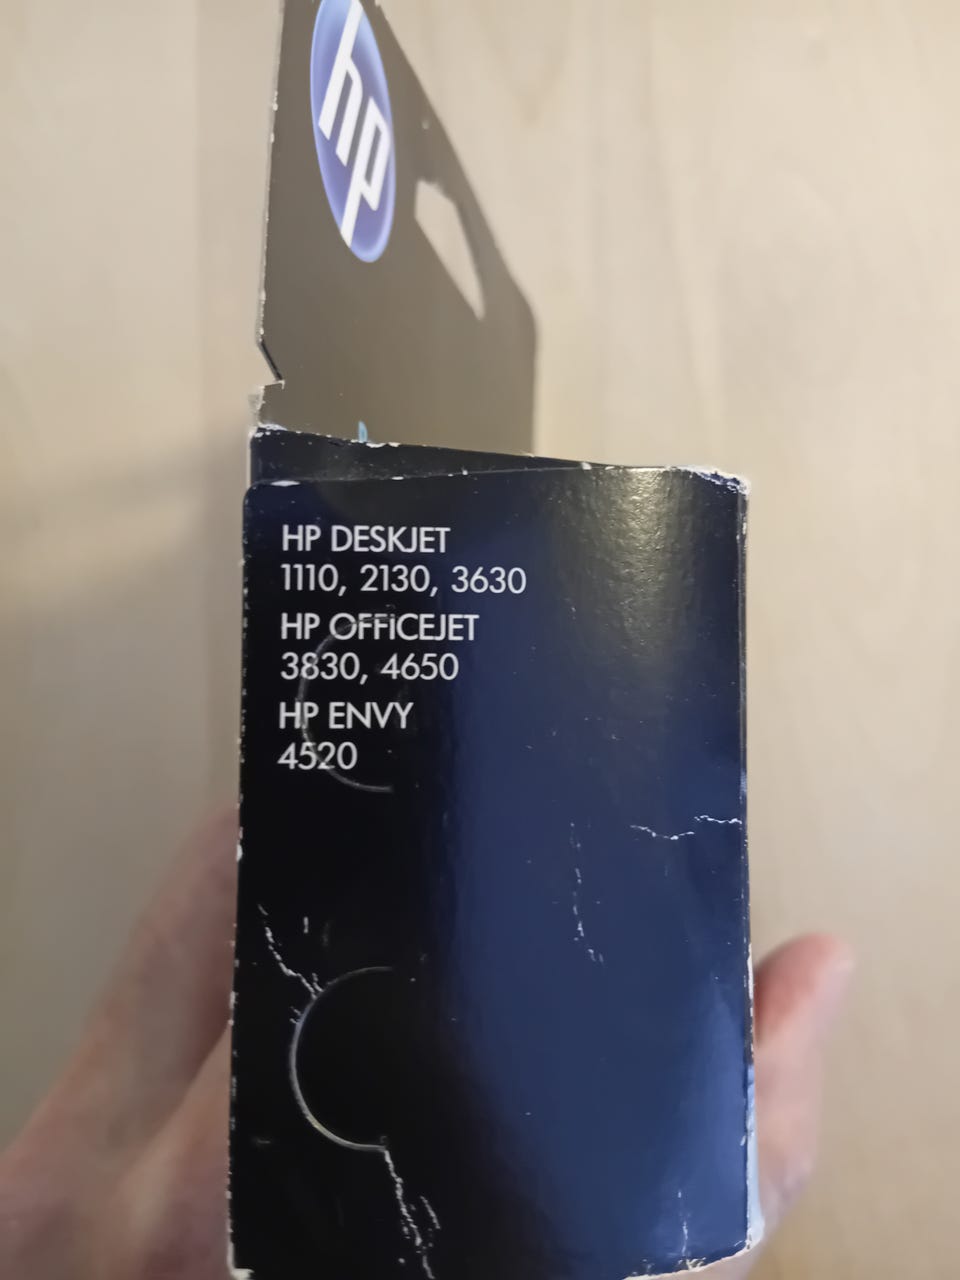 hp
HP DESKJET
1110, 2130, 3630
HP OFFICEJET
3830, 4650
HP ENVY
4520